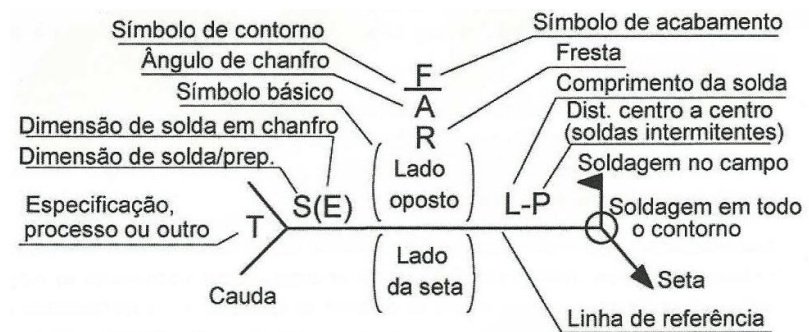 Símbolo de contorno
Símbolo de acabamento
Ângulo de chanfro
F
Fresta
Símbolo básico
A
Comprimento da solda
R
Dist. centro a centro
(soldas intermitentes)
Dimensão de solda em chanfro
Dimensão de solda/prep.
Lado
oposto
Soldagem no campo
Especificação,
processo ou outro
T
S(E)
L-P
Soldagem em todo
o contorno
Lado
da seta
Cauda
Seta
Linha de referência